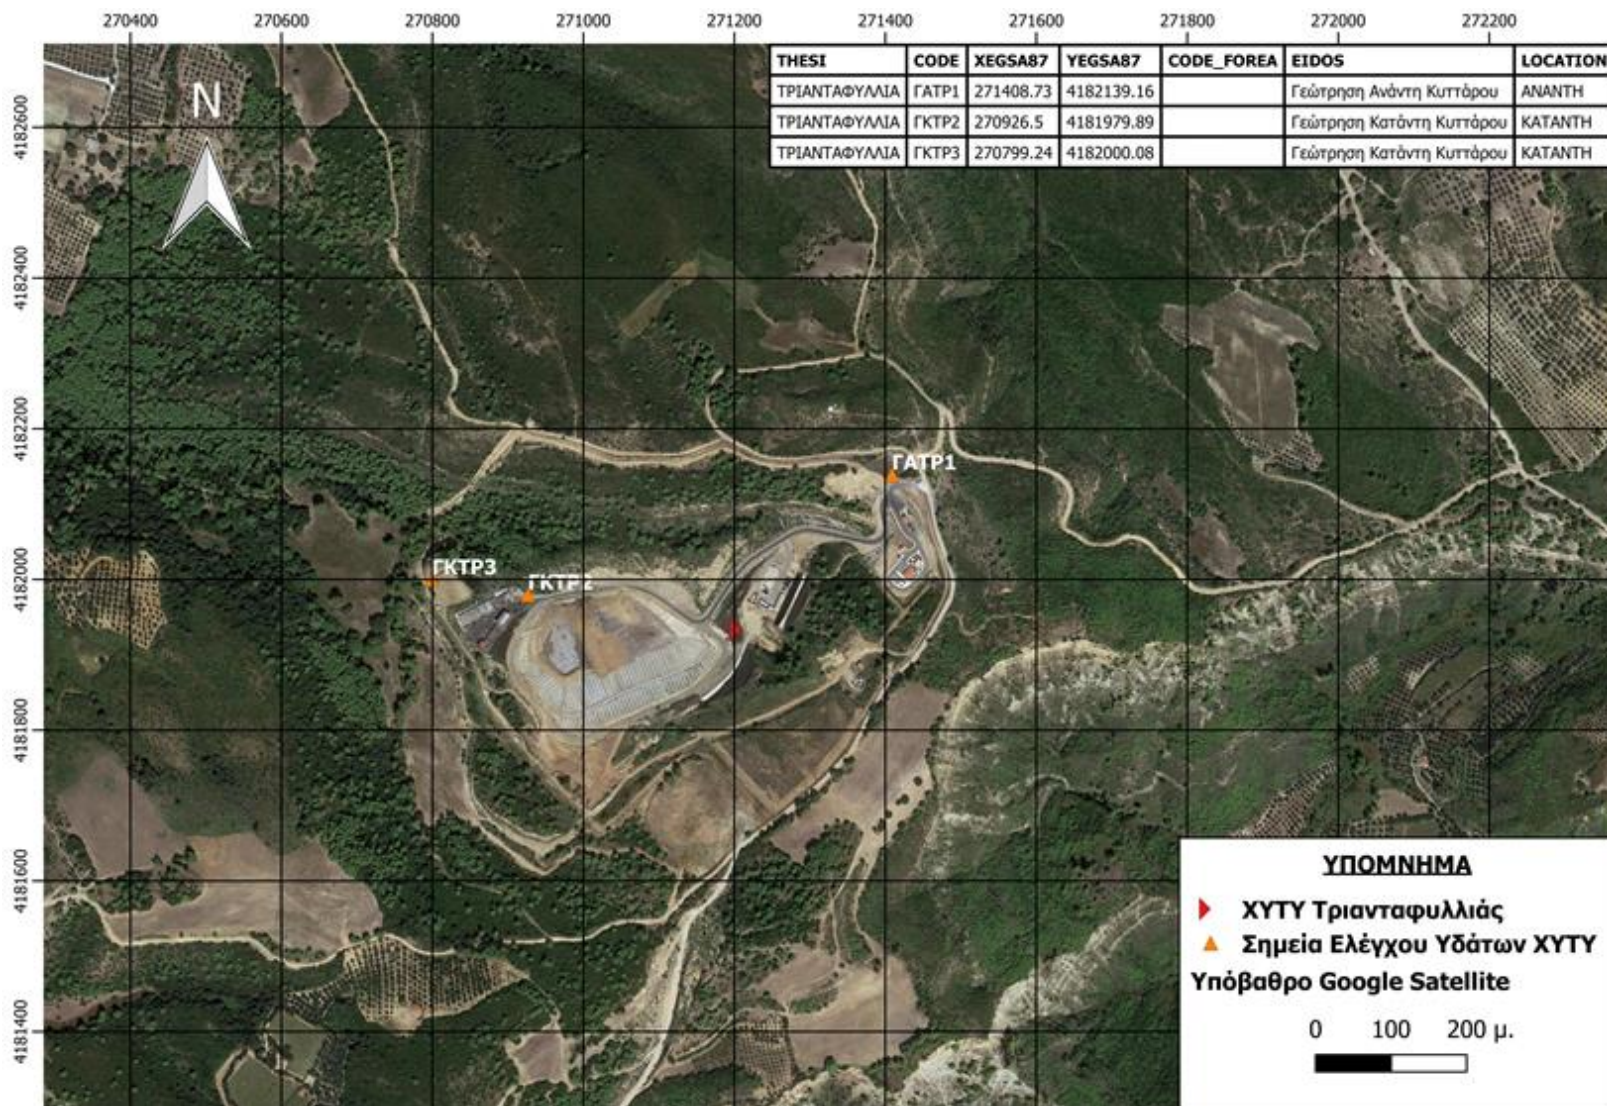 270400 270600 270800 271000 271200 271400 271600 271800 272000 272200
THESI CODE XEGSA87 YEGSA87 CODE_FOREA EIDOS LOCATION
ΤΡΙΑΝΤΑΦΥΛΛΙΑ ΓΑΤΡ1 271408.73 4182139.16 Γεώτρηση Ανάντη Κυττάρου ΑΝΑΝΤΗ
ΤΡΙΑΝΤΑΦΥΛΛΙΑ ΓΚΤΡ2 270926.5 4181979.89 Γεώτρηση Κατάντη Κυττάρου ΚΑΤΑΝΤΗ
ΤΡΙΑΝΤΑΦΥΛΛΙΑ ΓΚΤΡ3 270799.24 4182000.08 Γεώτρηση Κατάντη Κυττάρου ΚΑΤΑΝΤΗ
N
4182600
4182400
4182200
4182000
4181800
4181600
4181400
ΓΑΤΡ1
ΓΚΤΡ3
ΓΚΤΡ2
ΥΠΟΜΝΗΜΑ
ΧΥΤΥ Τριανταφυλλιάς
Σημεία Ελέγχου Υδάτων ΧΥΤΥ
Υπόβαθρο Google Satellite
0 100 200 μ.